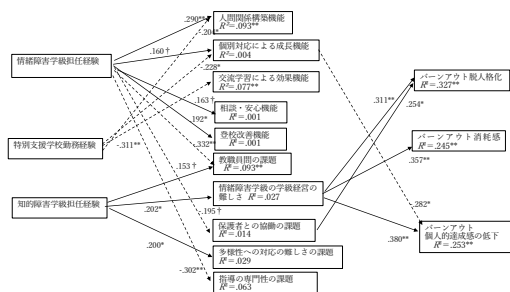 人間関係構築機能
R²=.093**
.290**
-.204*
個別対応による成長機能
R²=.004
.160†
-.228*
情緒障害学級担任経験
交流学習による効果機能
R²=.077**
バーンアウト脱人格化
R²=.327**
.163†
相談・安心機能
R²=.001
.311**
.254*
.192*
登校改善機能
R²=.001
バーンアウト消耗感
R²=.245**
特別支援学校勤務経験
-.311**
-.332**
教職員間の課題
R²=.093**
.357**
.153†
情緒障害学級の学級経営の
難しさ R²=.027
知的障害学級担任経験
.202*
-.195†
-.282*
保護者との協働の課題
R²=.014
バーンアウト
個人的達成感の低下
R²=.253**
.380**
.200*
多様性への対応の難しさの課題
R²=.029
-.302**
指導の専門性の課題
R²=.063